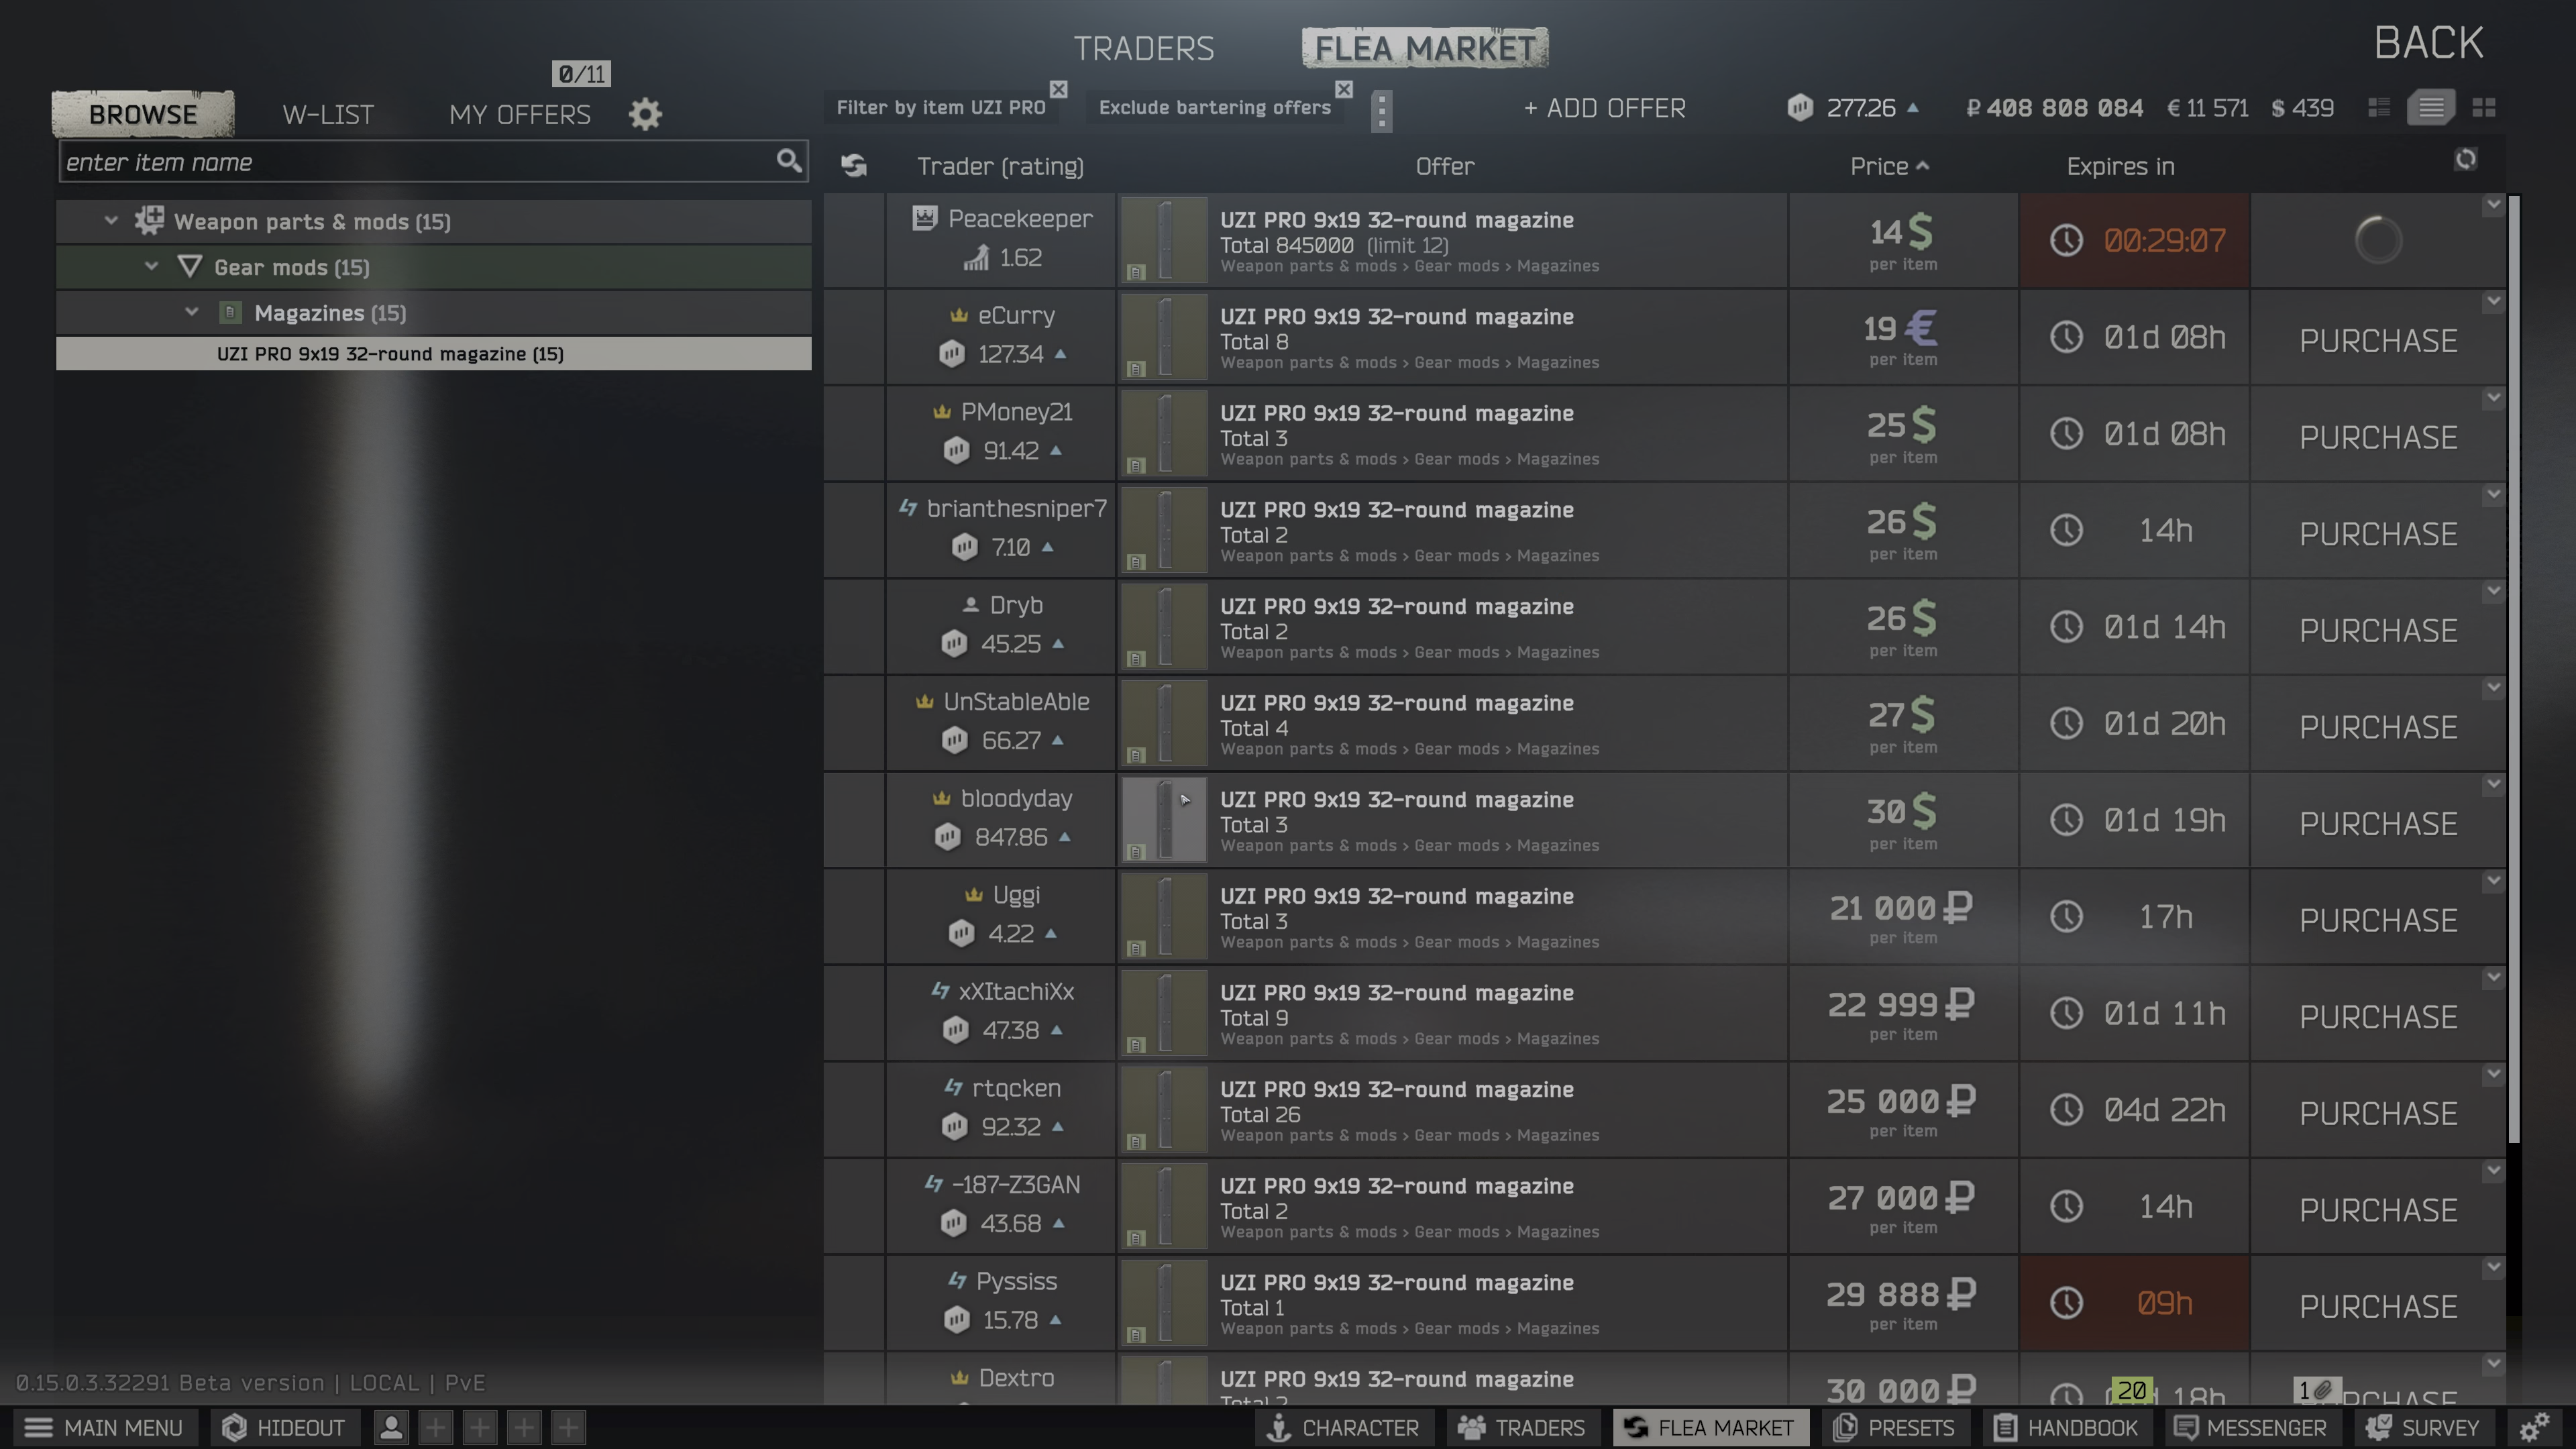 TRADERS
FLEA MARKET
BACK
BROWSE
W-LIST
0/11
MY OFFERS
Filter by item UZI PRO
Exclude bartering offers
+ ADD OFFER
277.26
₽ 408 808 084
€ 11 571
$ 439
enter item name
Weapon parts & mods (15)
Gear mods (15)
Magazines (15)
UZI PRO 9x19 32-round magazine (15)
Trader (rating)
Offer
Price
Expires in
Peacekeeper
1.62
UZI PRO 9x19 32-round magazine
Total 845000 (limit 12)
Weapon parts & mods > Gear mods > Magazines
14 $
per item
00:29:07
eCurry
127.34
UZI PRO 9x19 32-round magazine
Total 8
Weapon parts & mods > Gear mods > Magazines
19 €
per item
01d 08h
PURCHASE
PMoney21
91.42
UZI PRO 9x19 32-round magazine
Total 3
Weapon parts & mods > Gear mods > Magazines
25 $
per item
01d 08h
PURCHASE
brianthesniper7
7.10
UZI PRO 9x19 32-round magazine
Total 2
Weapon parts & mods > Gear mods > Magazines
26 $
per item
14h
PURCHASE
Dryb
45.25
UZI PRO 9x19 32-round magazine
Total 2
Weapon parts & mods > Gear mods > Magazines
26 $
per item
01d 14h
PURCHASE
UnStableAble
66.27
UZI PRO 9x19 32-round magazine
Total 4
Weapon parts & mods > Gear mods > Magazines
27 $
per item
01d 20h
PURCHASE
bloodyday
847.86
UZI PRO 9x19 32-round magazine
Total 3
Weapon parts & mods > Gear mods > Magazines
30 $
per item
01d 19h
PURCHASE
Uggi
4.22
UZI PRO 9x19 32-round magazine
Total 3
Weapon parts & mods > Gear mods > Magazines
21 000 ₽
per item
17h
PURCHASE
xXItachiXx
47.38
UZI PRO 9x19 32-round magazine
Total 9
Weapon parts & mods > Gear mods > Magazines
22 999 ₽
per item
01d 11h
PURCHASE
rtqcken
92.32
UZI PRO 9x19 32-round magazine
Total 26
Weapon parts & mods > Gear mods > Magazines
25 000 ₽
per item
04d 22h
PURCHASE
-187-Z3GAN
43.68
UZI PRO 9x19 32-round magazine
Total 2
Weapon parts & mods > Gear mods > Magazines
27 000 ₽
per item
14h
PURCHASE
Pyssiss
15.78
UZI PRO 9x19 32-round magazine
Total 1
Weapon parts & mods > Gear mods > Magazines
29 888 ₽
per item
09h
PURCHASE
Dextro
UZI PRO 9x19 32-round magazine
30 000 ₽
18h
0.15.0.3.32291 Beta version | LOCAL | PvE
20
1
MAIN MENU
HIDEOUT
CHARACTER
TRADERS
FLEA MARKET
PRESETS
HANDBOOK
MESSENGER
SURVEY